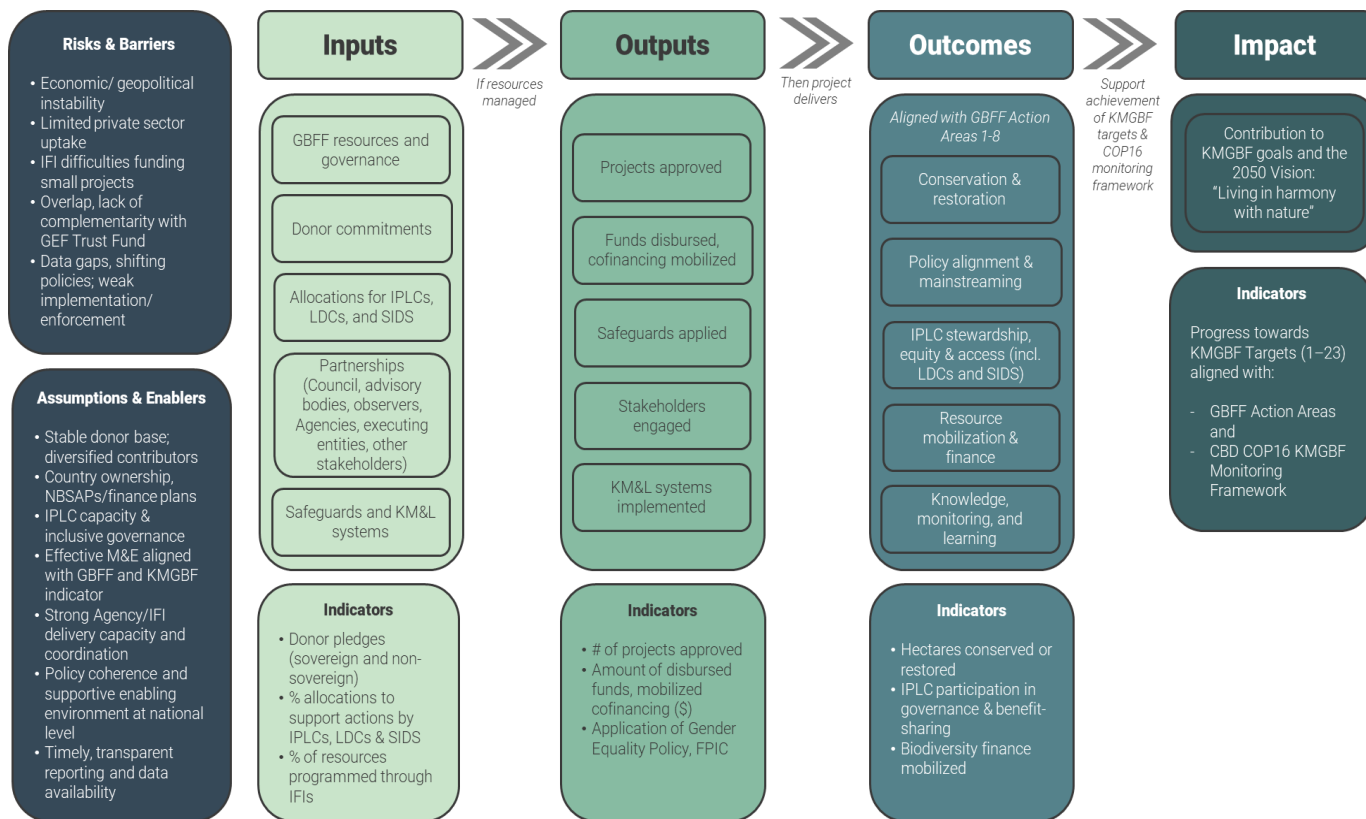 Risks & Barriers
• Economic/ geopolitical
instability
• Limited private sector
uptake
• IFI difficulties funding
small projects
• Overlap, lack of
complementarity with
GEF Trust Fund
• Data gaps, shifting
policies; weak
implementation/
enforcement
Assumptions & Enablers
• Stable donor base;
diversified contributors
• Country ownership,
NBSAPs/finance plans
• IPLC capacity &
inclusive governance
• Effective M&E aligned
with GBFF and KMGBF
indicator
• Strong Agency/IFI
delivery capacity and
coordination
• Policy coherence and
supportive enabling
environment at national
level
• Timely, transparent
reporting and data
availability
Inputs
GBFF resources and
governance
Donor commitments
Allocations for IPLCs,
LDCs, and SIDS
Partnerships
(Council, advisory
bodies, observers,
Agencies, executing
entities, other
stakeholders)
Safeguards and KM&L
systems
Indicators
• Donor pledges
(sovereign and non-
sovereign)
• % allocations to
support actions by
IPLCs, LDCs & SIDS
• % of resources
programmed through
IFIs
If resources
managed
Outputs
Projects approved
Funds disbursed,
cofinancing mobilized
Safeguards applied
Stakeholders
engaged
KM&L systems
implemented
Indicators
• # of projects approved
• Amount of disbursed
funds, mobilized
cofinancing ($)
• Application of Gender
Equality Policy, FPIC
Then project
delivers
Outcomes
Aligned with GBFF Action
Areas 1-8
Conservation &
restoration
Policy alignment &
mainstreaming
IPLC stewardship,
equity & access (incl.
LDCs and SIDS)
Resource
mobilization &
finance
Knowledge,
monitoring, and
learning
Indicators
• Hectares conserved or
restored
• IPLC participation in
governance & benefit-
sharing
• Biodiversity finance
mobilized
Support
achievement
of KMGBF
targets &
COP16
monitoring
framework
Impact
Contribution to
KMGBF goals and the
2050 Vision:
“Living in harmony
with nature”
Indicators
Progress towards
KMGBF Targets (1–23)
aligned with:
- GBFF Action Areas
and
- CBD COP16 KMGBF
Monitoring
Framework